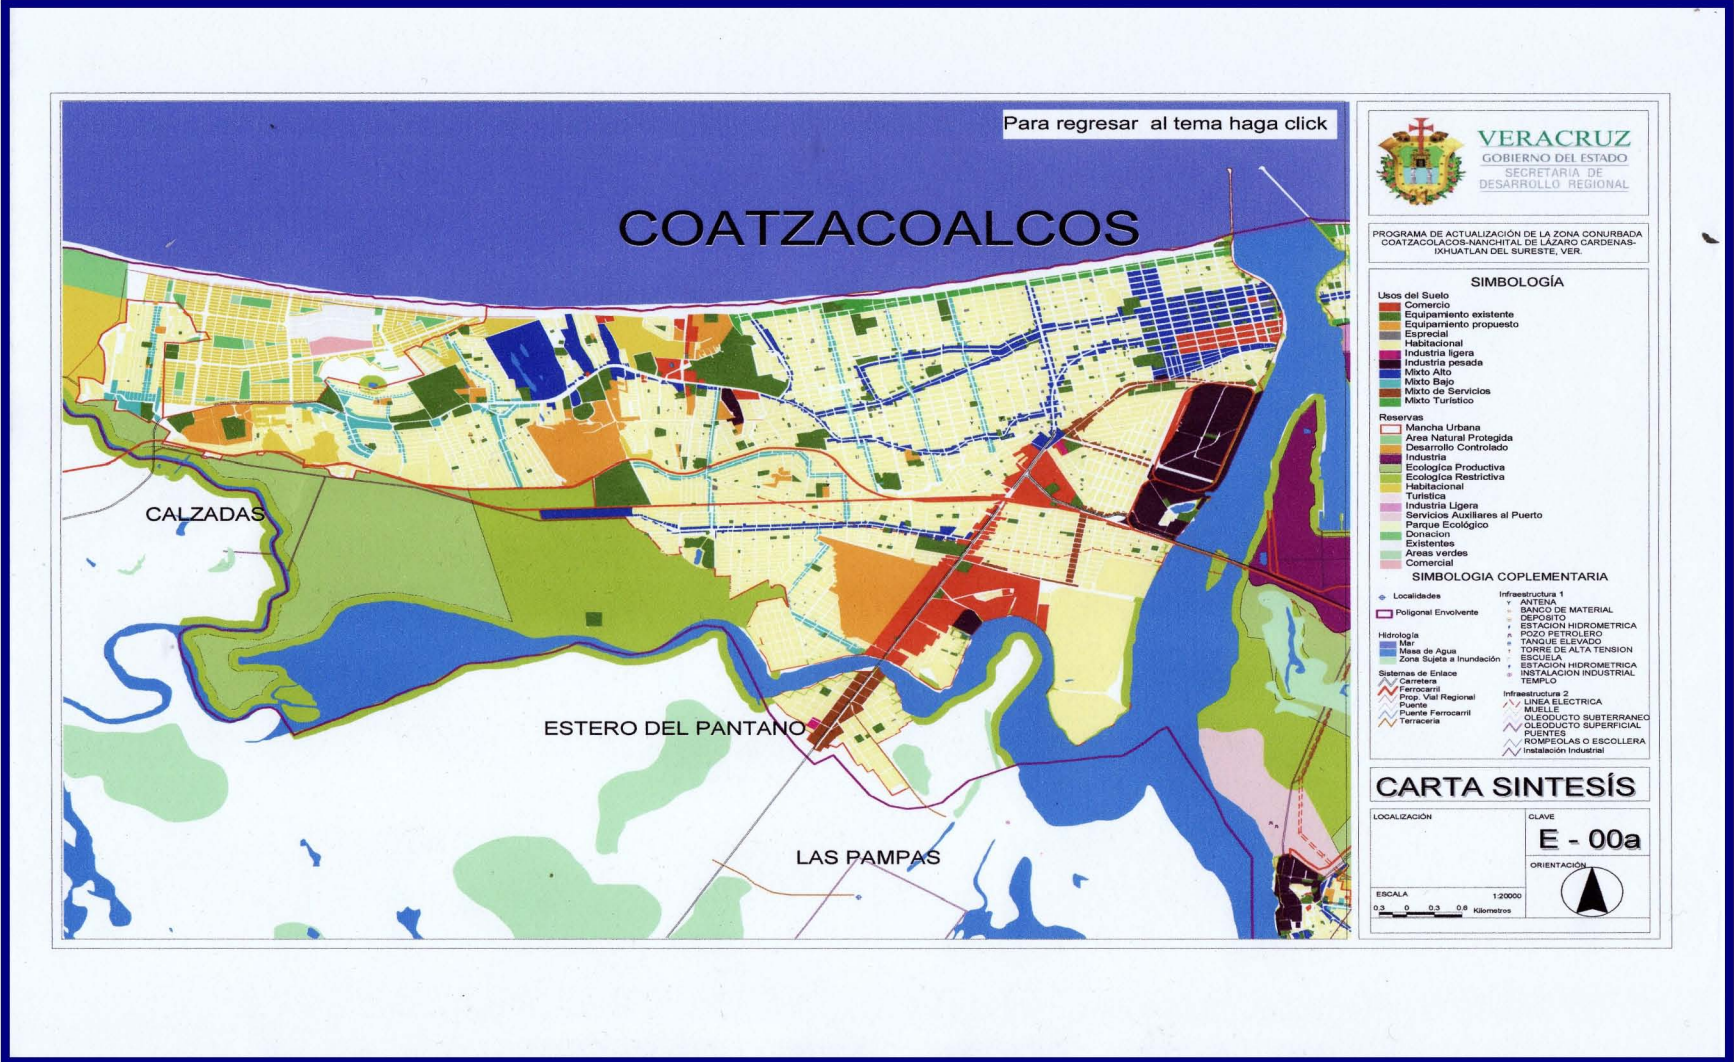 Para regresar al tema haga click
COATZACOALCOS
CALZADAS
ESTERO DEL PANTANO
LAS PAMPAS
VERACRUZ
GOBIERNO DEL ESTADO
SECRETARIA DE
DESARROLLO REGIONAL
PROGRAMA DE ACTUALIZACIÓN DE LA ZONA CONURBADA
COATZACOLACOS-NANCHITAL DE LÁZARO CARDENAS-
IXHUATLAN DEL SURESTE, VER.
SIMBOLOGÍA
Usos del Suelo
Comercio
Equipamiento existente
Equipamiento propuesto
Esprecial
Habitacional
Industria ligera
Industria pesada
Mixto Alto
Mixto Bajo
Mixto de Servicios
Mixto Turístico
Reservas
Mancha Urbana
Area Natural Protegida
Desarrollo Controlado
Industria
Ecologica Productiva
Ecologica Restrictiva
Habitacional
Turistica
Industria Ligera
Servicios Auxiliares al Puerto
Parque Ecológico
Donacion
Existentes
Areas verdes
Comercial
SIMBOLOGIA COPLEMENTARIA
Localidades
Poligonal Envolvente
Hidrología
Mar
Masa de Agua
Zona Sujeta a Inundación
Sistemas de Enlace
Carretera
Ferrocarril
Prop. Vial Regional
Puente
Puente Ferrocarril
Terraceria
Infraestructura 1
ANTENA
BANCO DE MATERIAL
DEPOSITO
ESTACION HIDROMETRICA
POZO PETROLERO
TANQUE ELEVADO
TORRE DE ALTA TENSION
ESCUELA
ESTACION HIDROMETRICA
INSTALACION INDUSTRIAL
TEMPLO
Infraestructura 2
LINEA ELECTRICA
MUELLE
OLEODUCTO SUBTERRANEO
OLEODUCTO SUPERFICIAL
PUENTES
ROMPEOLAS O ESCOLLERA
Instalación Industrial
CARTA SINTESÍS
LOCALIZACIÓN
CLAVE
E - 00a
ORIENTACIÓN
ESCALA 1:20000
0.3 0 0.3 0.6 Kilometros